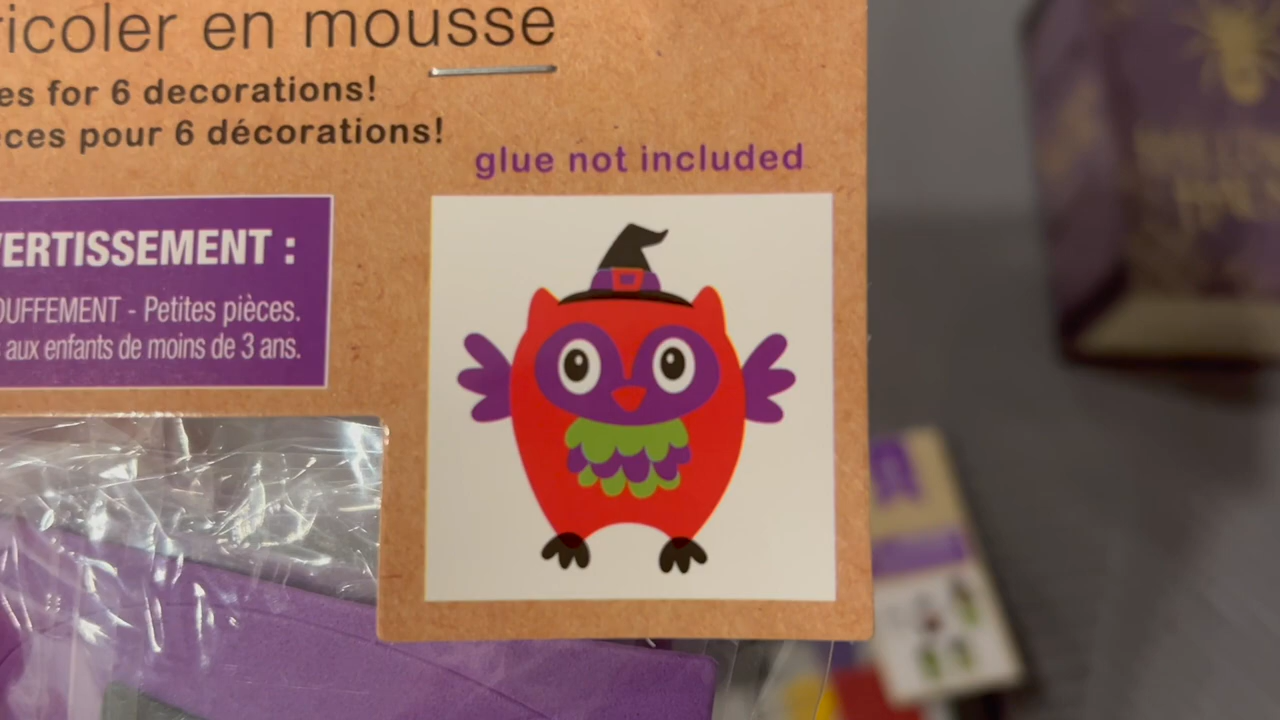 ricoler en mousse
es for 6 decorations!
èces pour 6 décorations!
glue not included
VERTISSEMENT :
OUFFEMENT - Petites pièces.
aux enfants de moins de 3 ans.